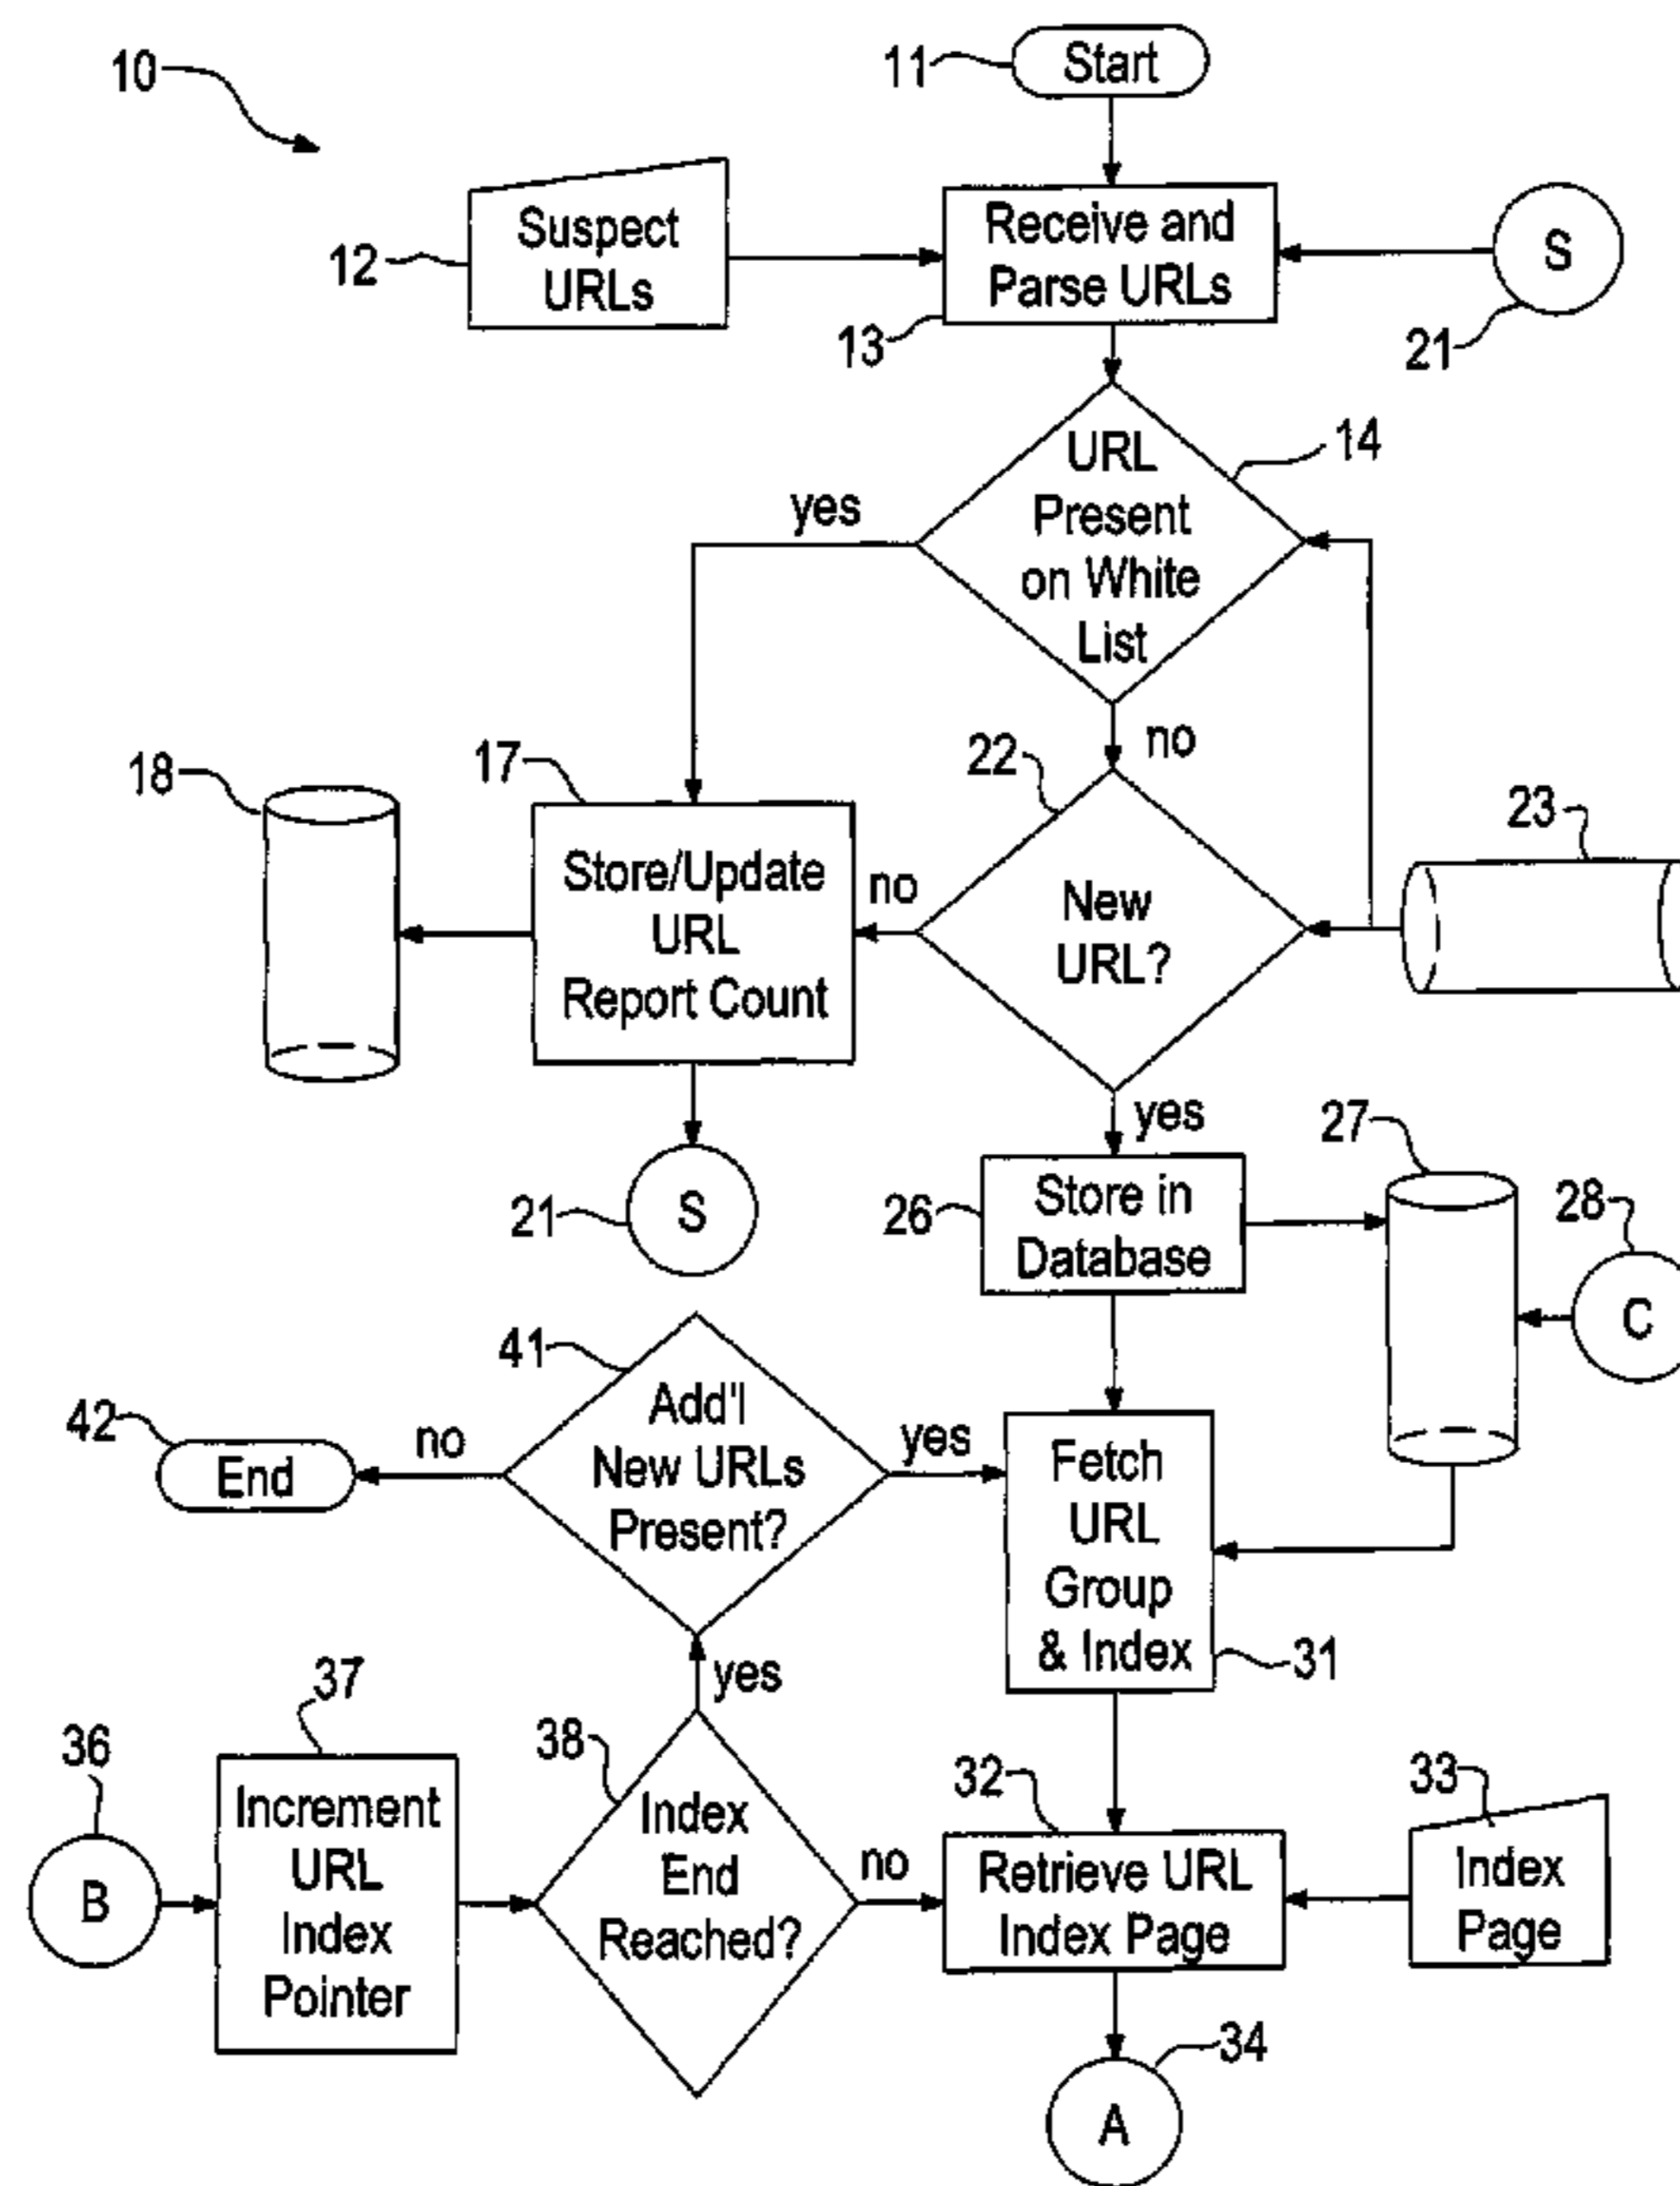 10
11
Start
12
Suspect
URLs
Receive and
Parse URLs
13
S
21
URL
Present
on White
List
14
yes
no
17
18
Store/Update
URL
Report Count
no
22
New
URL?
23
21
S
yes
26
Store in
Database
27
28
C
41
Add'l
New URLs
Present?
42
End
no
yes
Fetch
URL
Group
& Index
31
yes
36
B
37
Increment
URL
Index
Pointer
38
Index
End
Reached?
no
32
Retrieve URL
Index Page
33
Index
Page
34
A